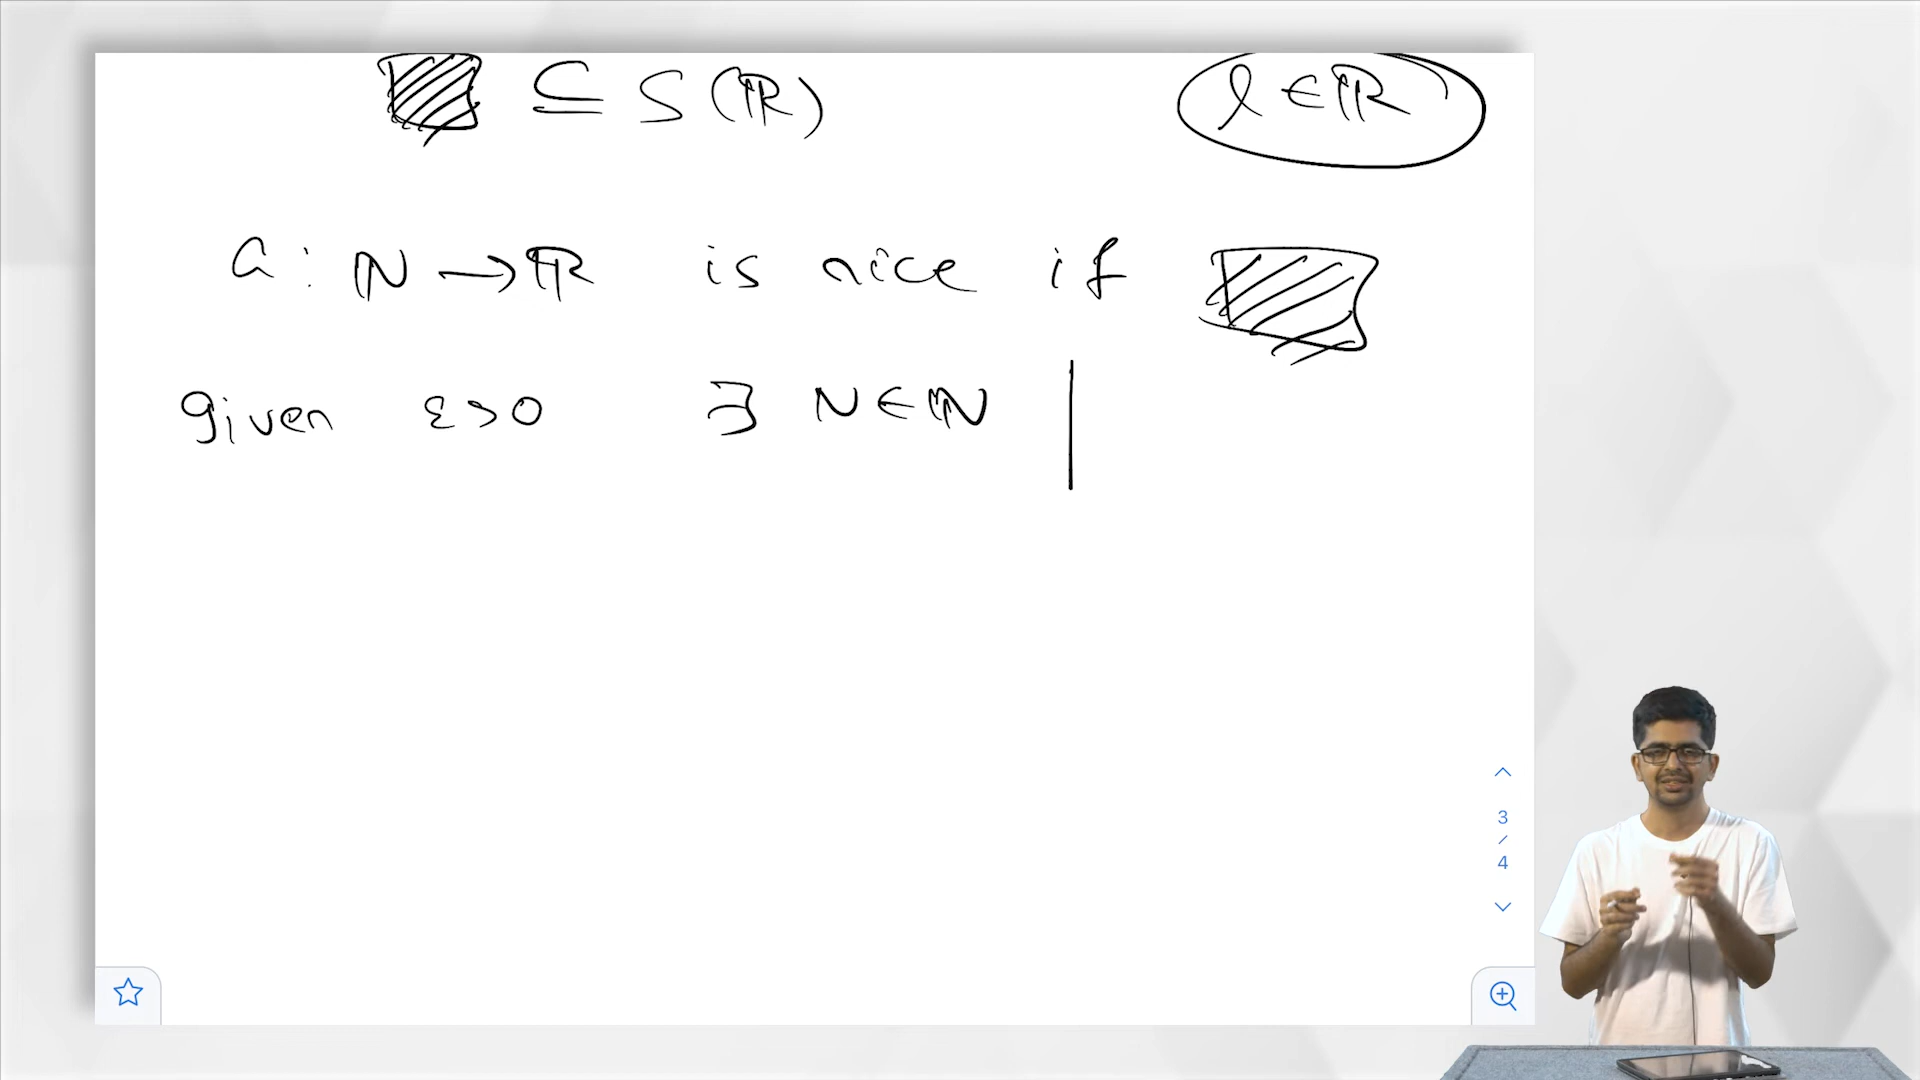 ⊆ S(ℝ) l ∈ ℝ
a: ℕ → ℝ is nice if
given ε>0 ∃ N∈ℕ |
3
/
4